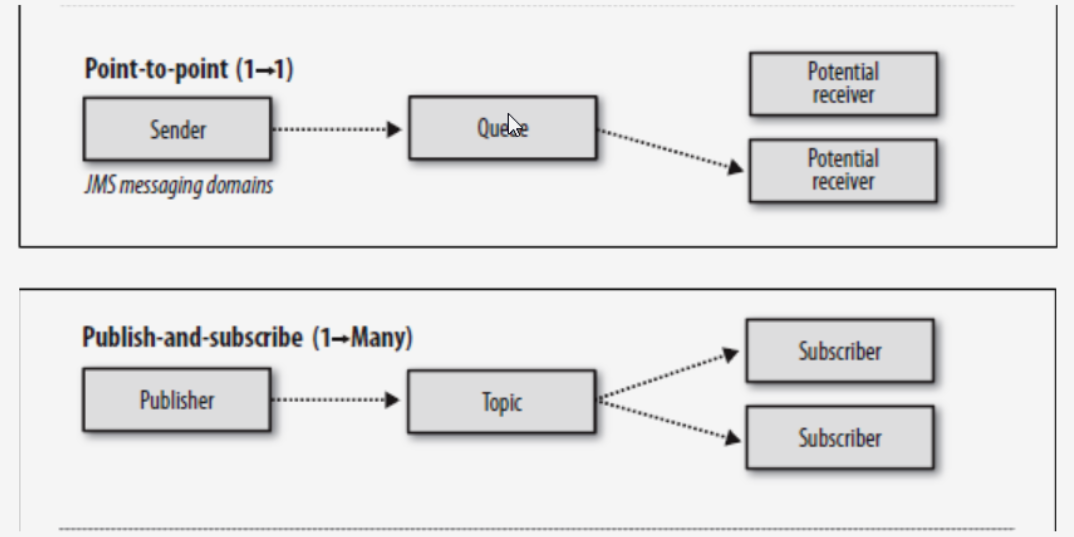 Point-to-point (1→1)
Sender
Queue
Potential
receiver
Potential
receiver
JMS messaging domains
Publish-and-subscribe (1→Many)
Publisher
Topic
Subscriber
Subscriber